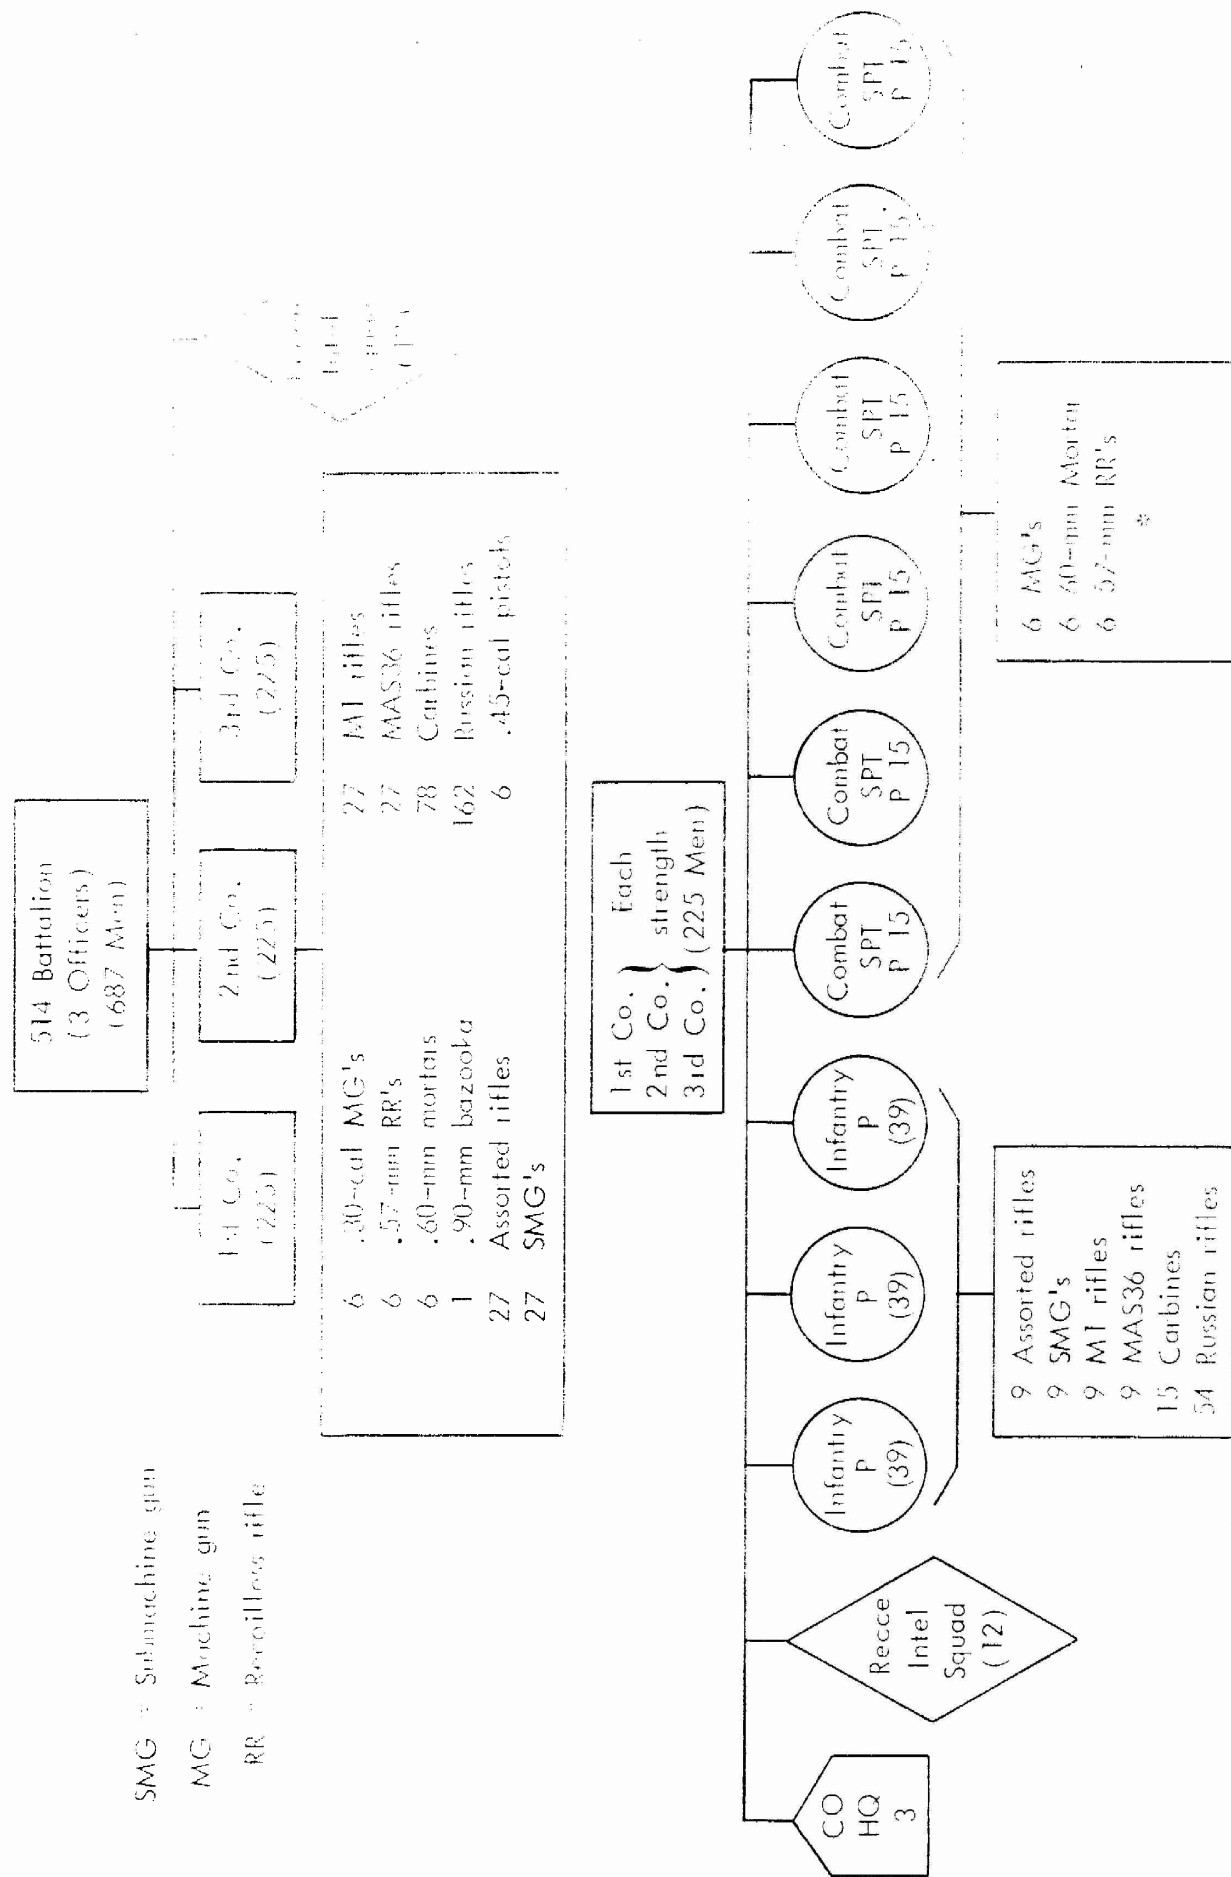 514 Battalion
(3 Officers)
(687 Men)
SMG = Submachine gun
MG = Machine gun
RR = Recoilless rifle
1st Co.
(225)
2nd Co.
(225)
3rd Co.
(225)
Intel
6 .30-cal MG's
6 .57-mm RR's
6 .60-mm mortars
1 .90-mm bazooka
27 Assorted rifles
27 SMG's
27 M1 rifles
27 MAS36 rifles
78 Carbines
162 Russian rifles
6 .45-cal pistols
1st Co. Each
2nd Co. strength
3rd Co. (225 Men)
CO
HQ
3
Recce
Intel
Squad
(12)
Infantry
P
(39)
Infantry
P
(39)
Infantry
P
(39)
Combat
SPT
P 15
Combat
SPT
P 15
Combat
SPT
P 15
Combat
SPT
P 15
Combat
SPT
P 15
Combat
SPT
P 15
9 Assorted rifles
9 SMG's
9 M1 rifles
9 MAS36 rifles
15 Carbines
54 Russian rifles
6 MG's
6 60-mm Mortar
6 57-mm RR's
*